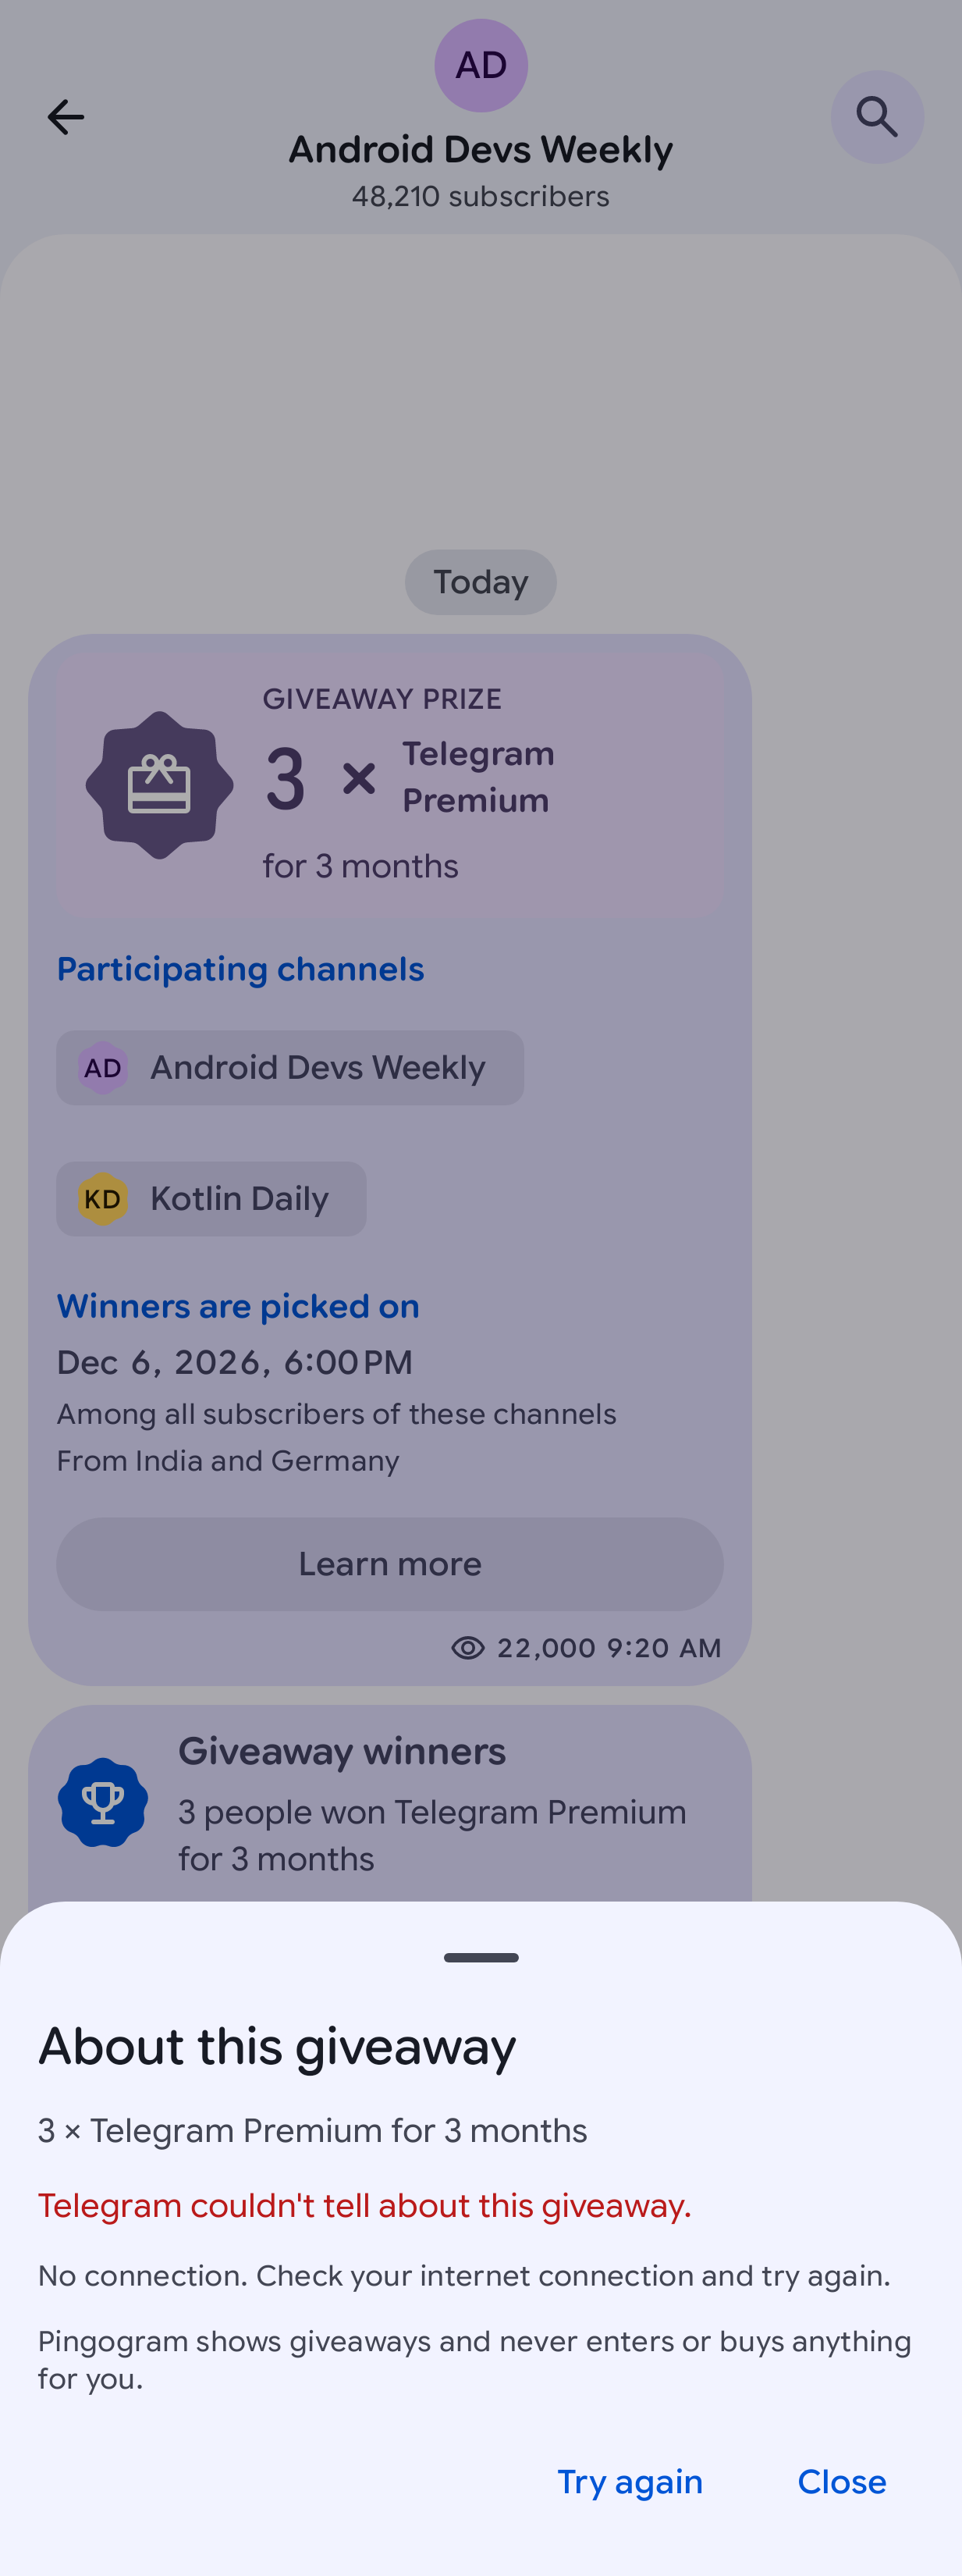 AD
Android Devs Weekly
48,210 subscribers
Today
GIVEAWAY PRIZE
3 × Telegram
Premium
for 3 months
Participating channels
AD Android Devs Weekly
KD Kotlin Daily
Winners are picked on
Dec 6, 2026, 6:00 PM
Among all subscribers of these channels
From India and Germany
Learn more
22,000 9:20 AM
Giveaway winners
3 people won Telegram Premium
for 3 months
About this giveaway
3 × Telegram Premium for 3 months
Telegram couldn't tell about this giveaway.
No connection. Check your internet connection and try again.
Pingogram shows giveaways and never enters or buys anything
for you.
Try again Close